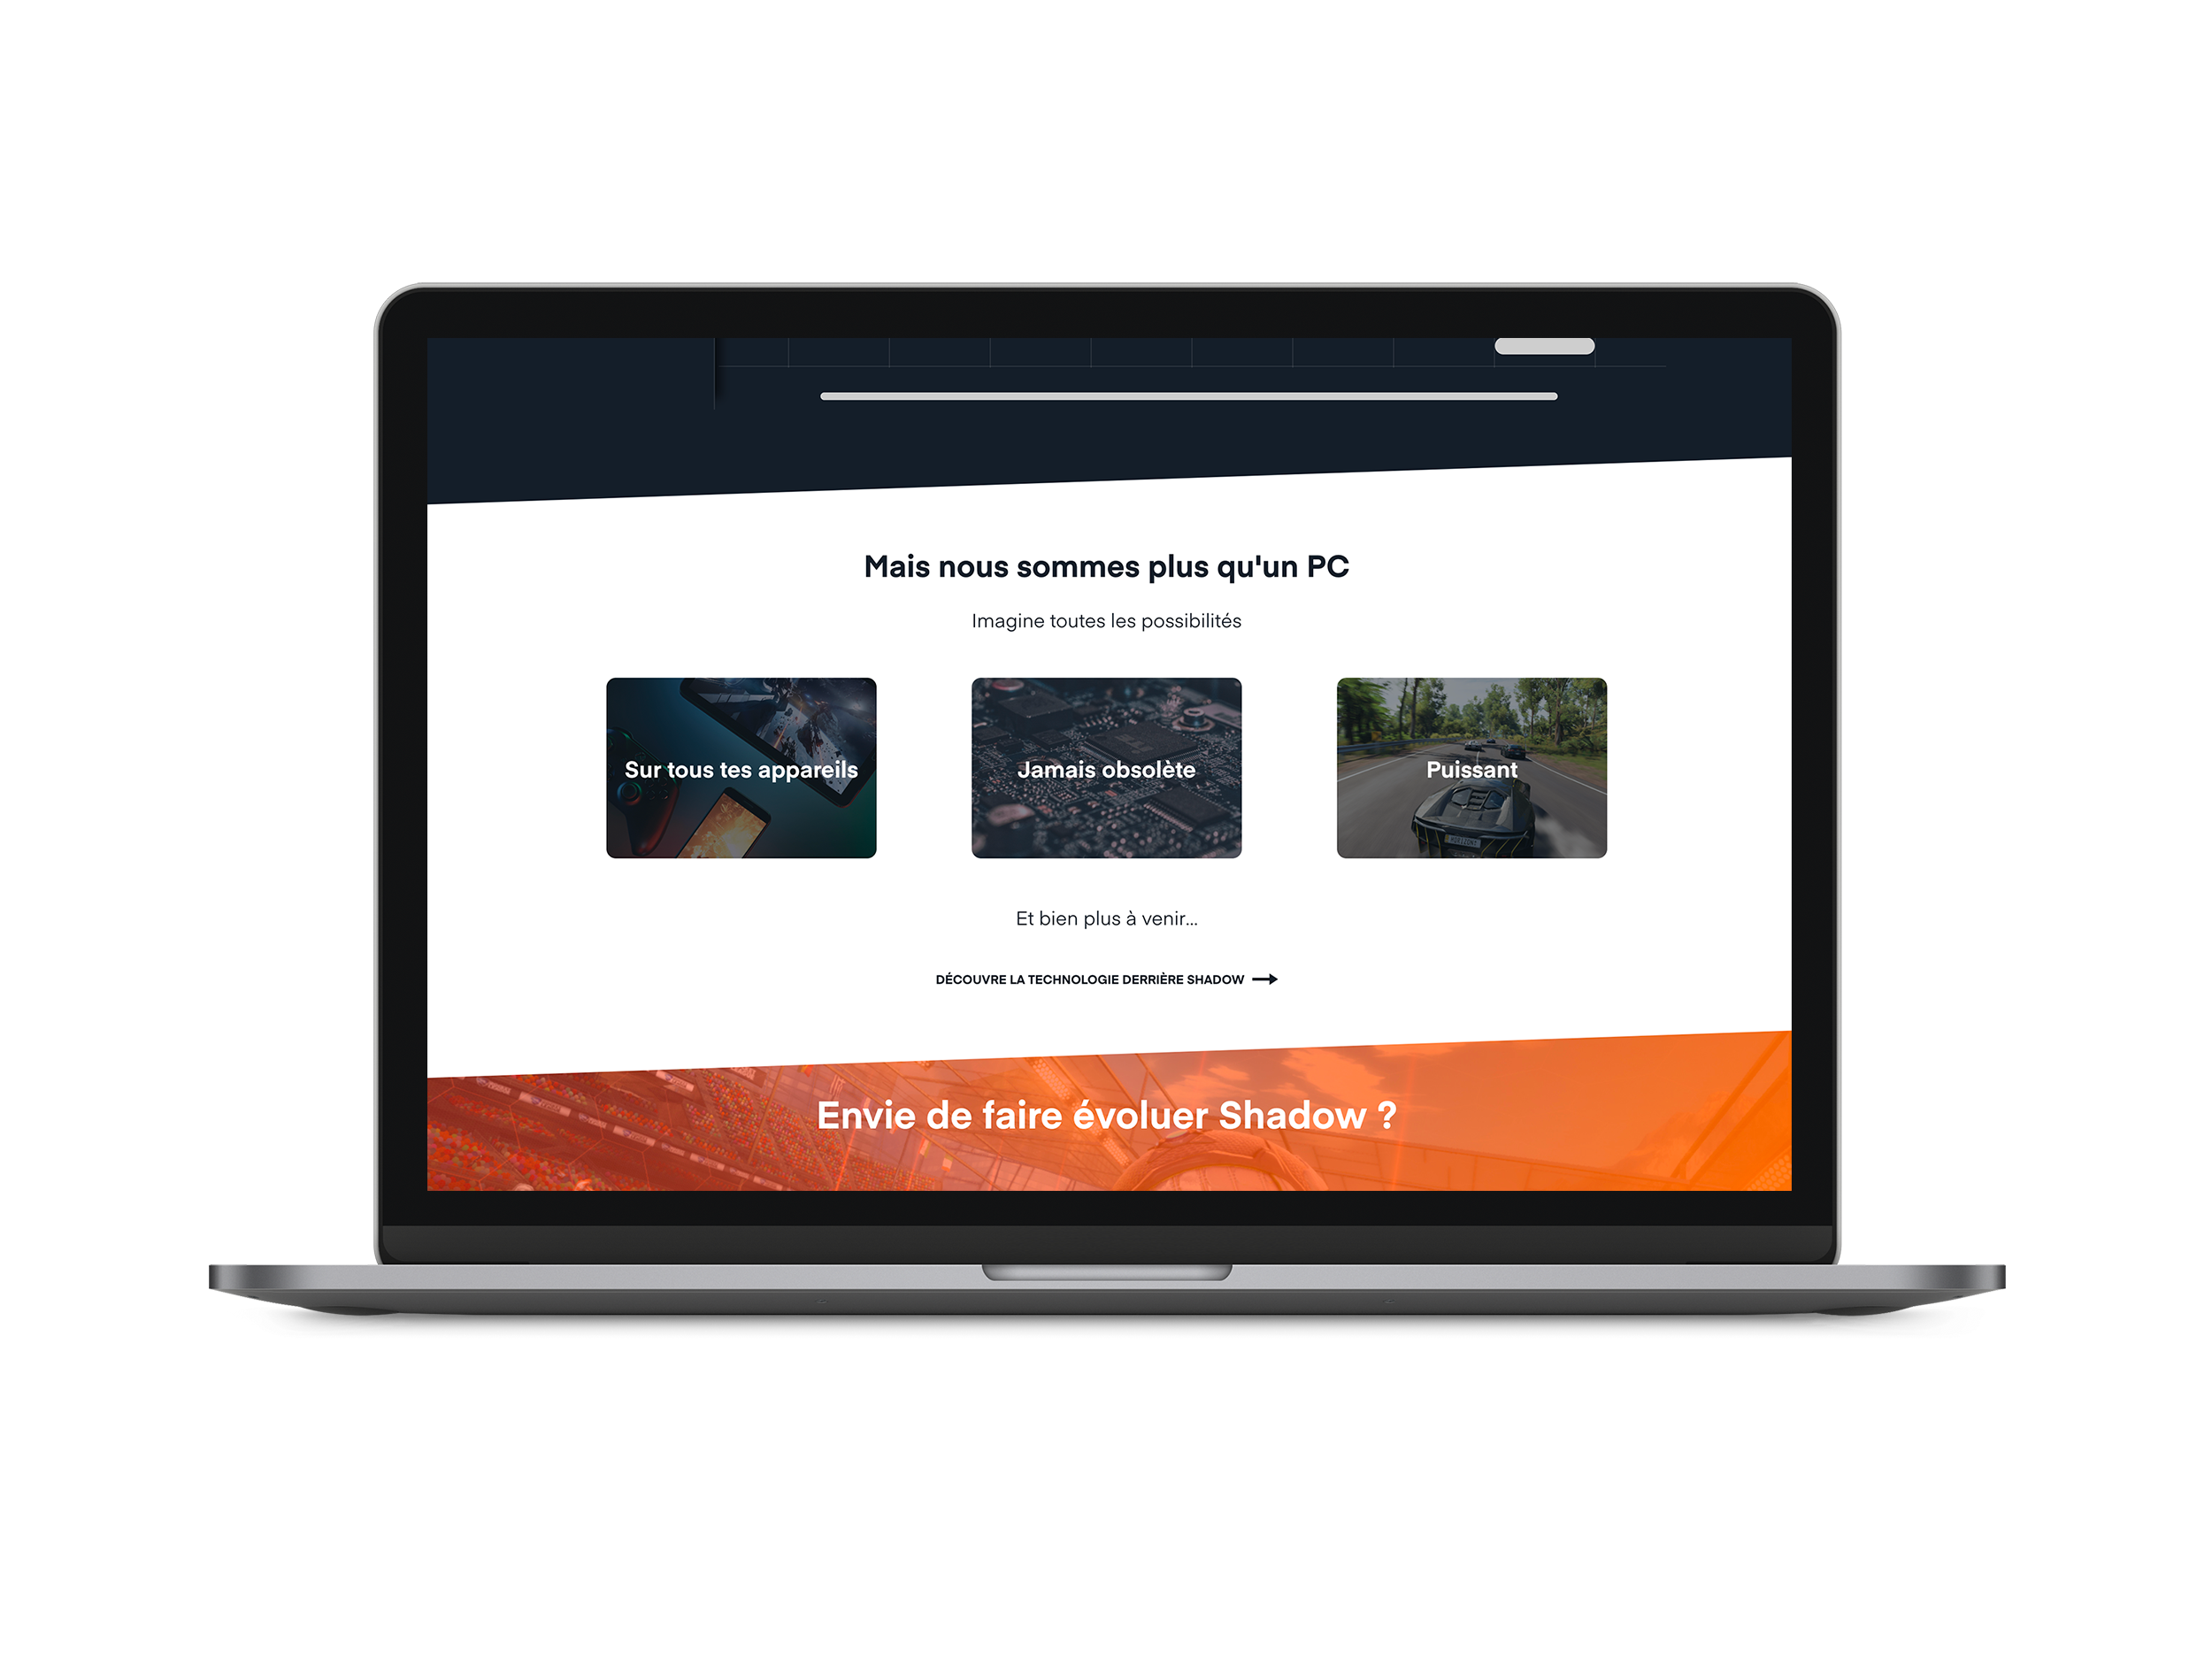 Mais nous sommes plus qu'un PC
Imagine toutes les possibilités
Sur tous tes appareils
Jamais obsolète
Puissant
HORIZON
Et bien plus à venir...
DÉCOUVRE LA TECHNOLOGIE DERRIÈRE SHADOW
Envie de faire évoluer Shadow ?